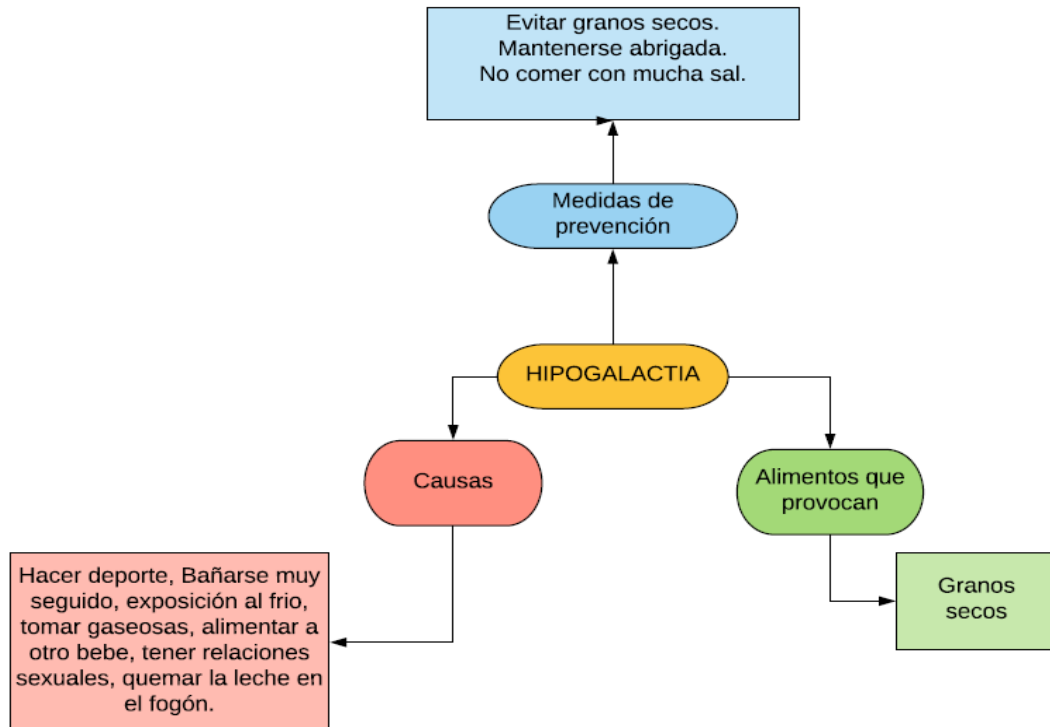 Evitar granos secos.
Mantenerse abrigada.
No comer con mucha sal.
Medidas de
prevención
HIPOGALACTIA
Causas
Alimentos que
provocan
Hacer deporte, Bañarse muy
seguido, exposición al frio,
tomar gaseosas, alimentar a
otro bebe, tener relaciones
sexuales, quemar la leche en
el fogón.
Granos
secos